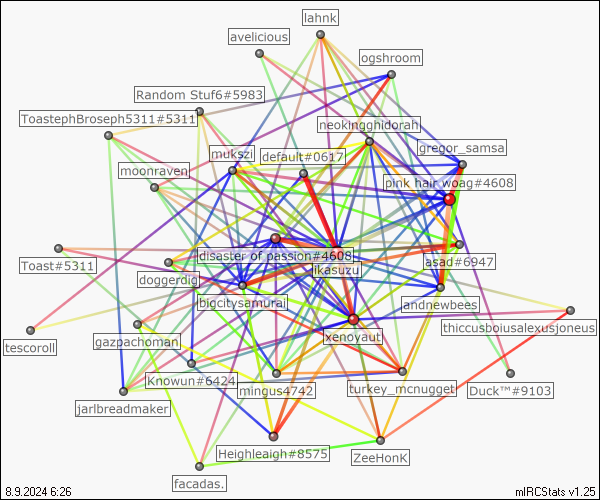 lahnk
avelicious
ogshroom
Random Stuf6#5983
ToastephBroseph5311#5311
neokingghidorah
gregor_samsa
mukszi
default#0617
moonraven
pink hair woag#4608
disaster of passion#4608
Toast#5311
doggerdig
likasuzu
asad#6947
bigcitysamurai
andnewbees
thiccusboiusalexusjoneus
gazpachoman
xenoyaut
tescoroll
Knowun#6424
mingus4742
turkey_mcnugget
Duck™#9103
jarlbreadmaker
Heighleaigh#8575
ZeeHonK
facadas.
8.9.2024 6:26
mIRCStats v1.25